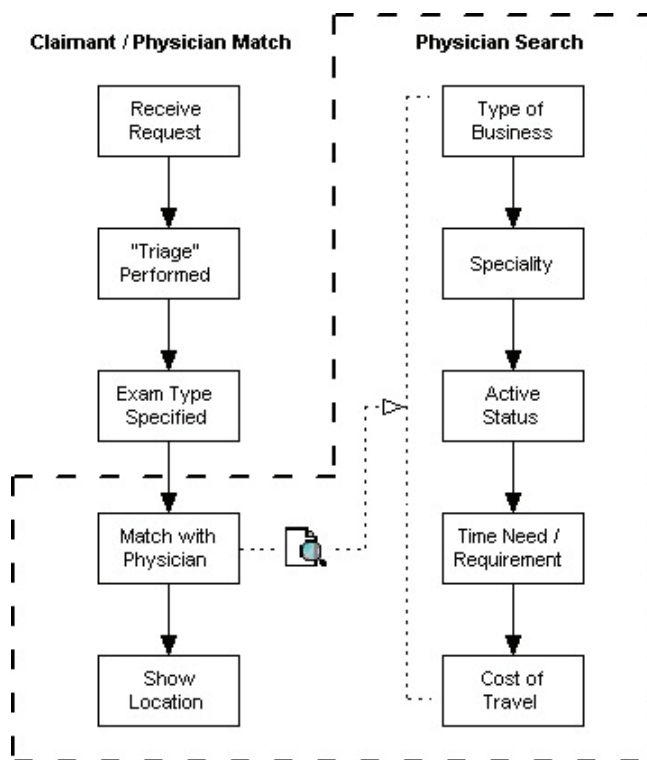 Claimant / Physician Match
Receive
Request
"Triage"
Performed
Exam Type
Specified
Match with
Physician
Show
Location
Physician Search
Type of
Business
Speciality
Active
Status
Time Need /
Requirement
Cost of
Travel